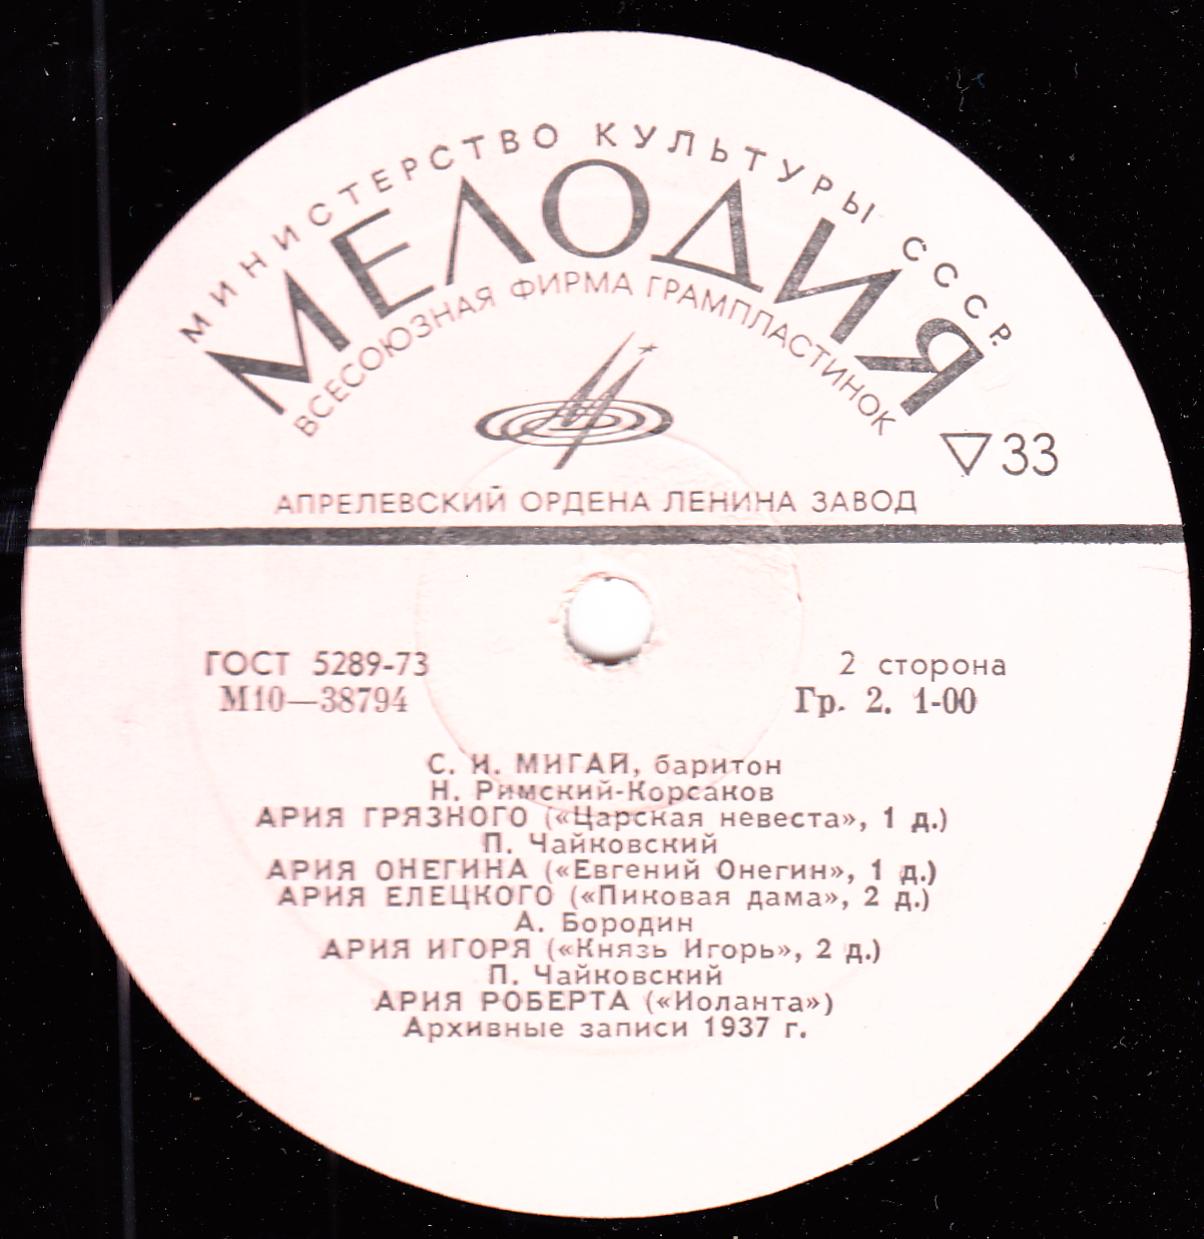 МИНИСТЕРСТВО КУЛЬТУРЫ СССР.
МЕЛОДИЯ
ВСЕСОЮЗНАЯ ФИРМА ГРАМПЛАСТИНОК
33
АПРЕЛЕВСКИЙ ОРДЕНА ЛЕНИНА ЗАВОД
ГОСТ 5289-73 2 сторона
М10—38794 Гр. 2. 1-00
С. И. МИГАЙ, баритон
Н. Римский-Корсаков
АРИЯ ГРЯЗНОГО («Царская невеста», 1 д.)
П. Чайковский
АРИЯ ОНЕГИНА («Евгений Онегин», 1 д.)
АРИЯ ЕЛЕЦКОГО («Пиковая дама», 2 д.)
А. Бородин
АРИЯ ИГОРЯ («Князь Игорь», 2 д.)
П. Чайковский
АРИЯ РОБЕРТА («Иоланта»)
Архивные записи 1937 г.